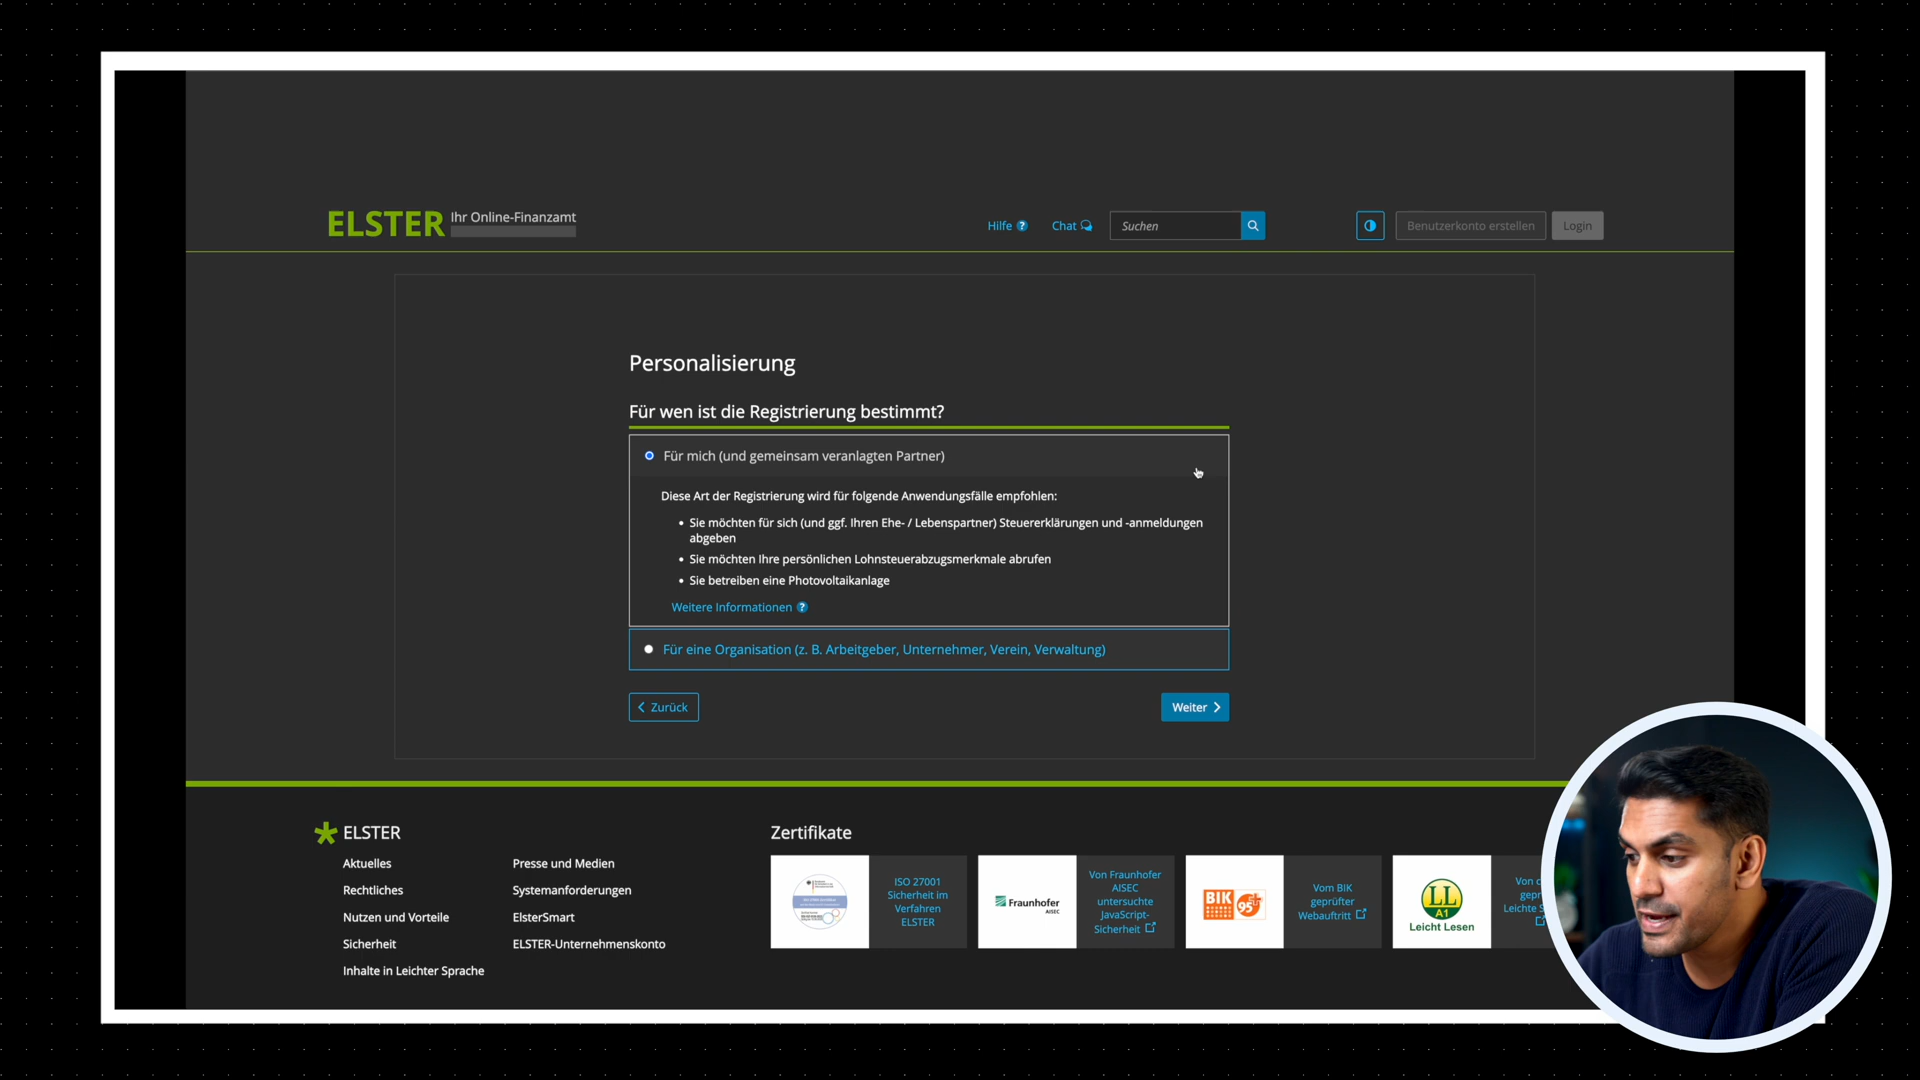 ELSTER Ihr Online-Finanzamt
Hilfe ?
Chat
Suchen
Benutzerkonto erstellen
Login
Personalisierung
Für wen ist die Registrierung bestimmt?
Für mich (und gemeinsam veranlagten Partner)
Diese Art der Registrierung wird für folgende Anwendungsfälle empfohlen:
• Sie möchten für sich (und ggf. Ihren Ehe- / Lebenspartner) Steuererklärungen und -anmeldungen
abgeben
• Sie möchten Ihre persönlichen Lohnsteuerabzugsmerkmale abrufen
• Sie betreiben eine Photovoltaikanlage
Weitere Informationen ?
Für eine Organisation (z. B. Arbeitgeber, Unternehmer, Verein, Verwaltung)
Zurück
Weiter
ELSTER
Aktuelles
Rechtliches
Nutzen und Vorteile
Sicherheit
Inhalte in Leichter Sprache
Presse und Medien
Systemanforderungen
ElsterSmart
ELSTER-Unternehmenskonto
Zertifikate
ISO 27001
Sicherheit im
Verfahren
ELSTER
Fraunhofer
AISEC
Von Fraunhofer
AISEC
untersuchte
JavaScript-
Sicherheit
BIK
95
Vom BIK
geprüfter
Webauftritt
LL
A1
Leicht Lesen
Von
Leichte